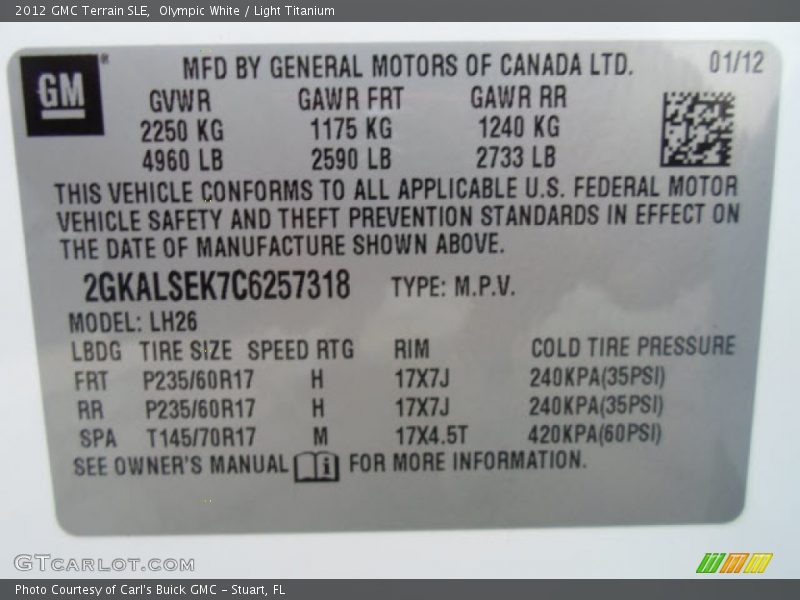 2012 GMC Terrain SLE, Olympic White / Light Titanium
GM ®
MFD BY GENERAL MOTORS OF CANADA LTD. 01/12
GVWR GAWR FRT GAWR RR
2250 KG 1175 KG 1240 KG
4960 LB 2590 LB 2733 LB
THIS VEHICLE CONFORMS TO ALL APPLICABLE U.S. FEDERAL MOTOR
VEHICLE SAFETY AND THEFT PREVENTION STANDARDS IN EFFECT ON
THE DATE OF MANUFACTURE SHOWN ABOVE.
2GKALSEK7C6257318 TYPE: M.P.V.
MODEL: LH26
LBDG TIRE SIZE SPEED RTG RIM COLD TIRE PRESSURE
FRT P235/60R17 H 17X7J 240KPA(35PSI)
RR P235/60R17 H 17X7J 240KPA(35PSI)
SPA T145/70R17 M 17X4.5T 420KPA(60PSI)
SEE OWNER'S MANUAL i FOR MORE INFORMATION.
GTCARLOT.COM
Photo Courtesy of Carl's Buick GMC - Stuart, FL